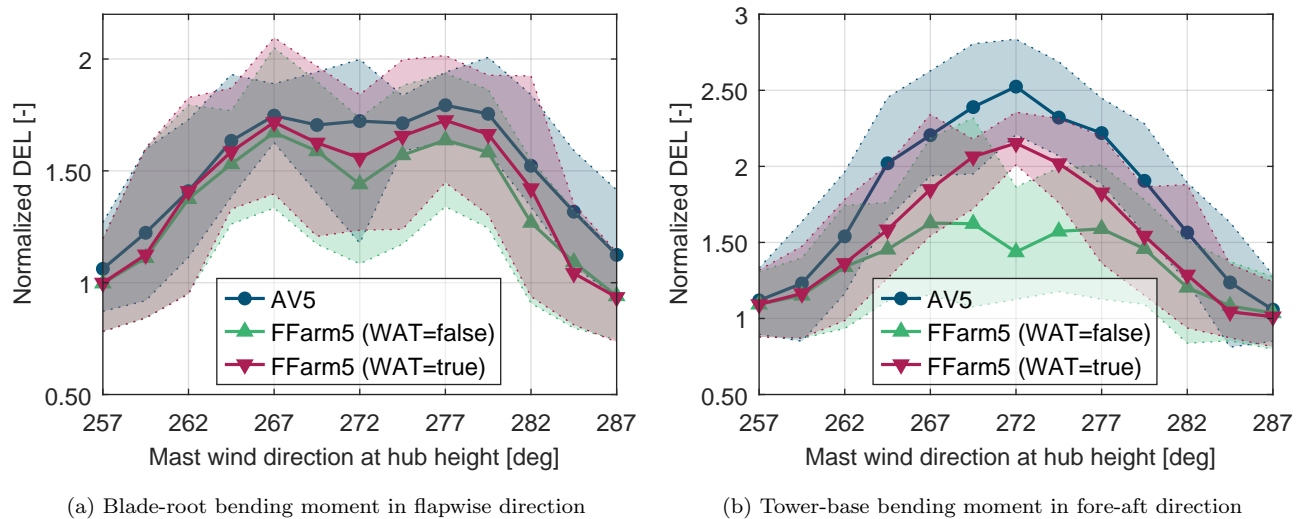 Normalized DEL [-]
2
1.50
1
0.50
AV5
FFarm5 (WAT=false)
FFarm5 (WAT=true)
257 262 267 272 277 282 287
Mast wind direction at hub height [deg]
(a) Blade-root bending moment in flapwise direction
Normalized DEL [-]
3
2.50
2
1.50
1
0.50
AV5
FFarm5 (WAT=false)
FFarm5 (WAT=true)
257 262 267 272 277 282 287
Mast wind direction at hub height [deg]
(b) Tower-base bending moment in fore-aft direction